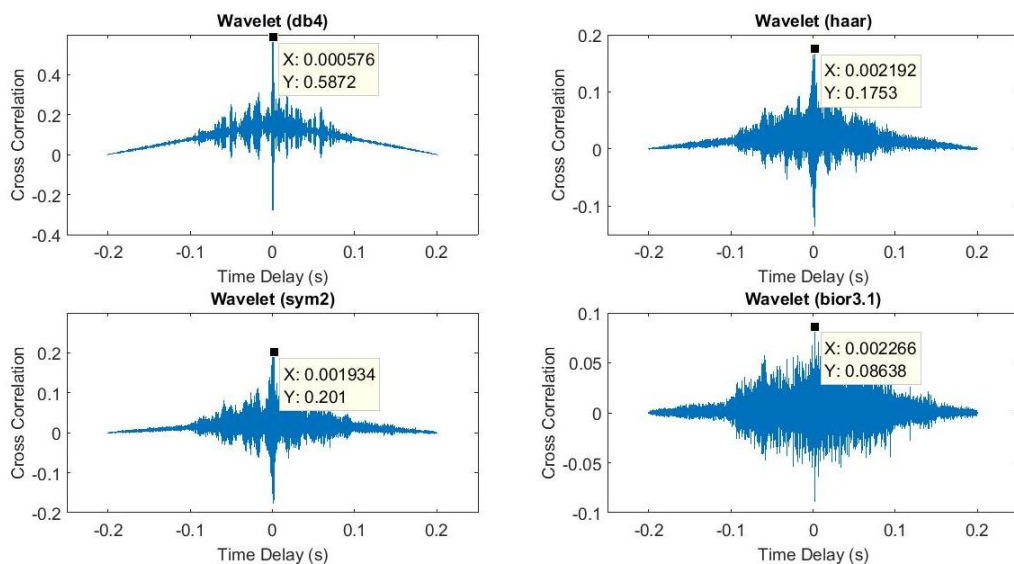 Wavelet (db4)
X: 0.000576
Y: 0.5872
Cross Correlation
0.4
0.2
0
-0.2
-0.4
-0.2
-0.1
0
0.1
0.2
Time Delay (s)
Wavelet (haar)
X: 0.002192
Y: 0.1753
Cross Correlation
0.2
0.1
0
-0.1
-0.2
-0.1
0
0.1
0.2
Time Delay (s)
Wavelet (sym2)
X: 0.001934
Y: 0.201
Cross Correlation
0.2
0.1
0
-0.1
-0.2
-0.2
-0.1
0
0.1
0.2
Time Delay (s)
Wavelet (bior3.1)
X: 0.002266
Y: 0.08638
Cross Correlation
0.1
0.05
0
-0.05
-0.1
-0.2
-0.1
0
0.1
0.2
Time Delay (s)